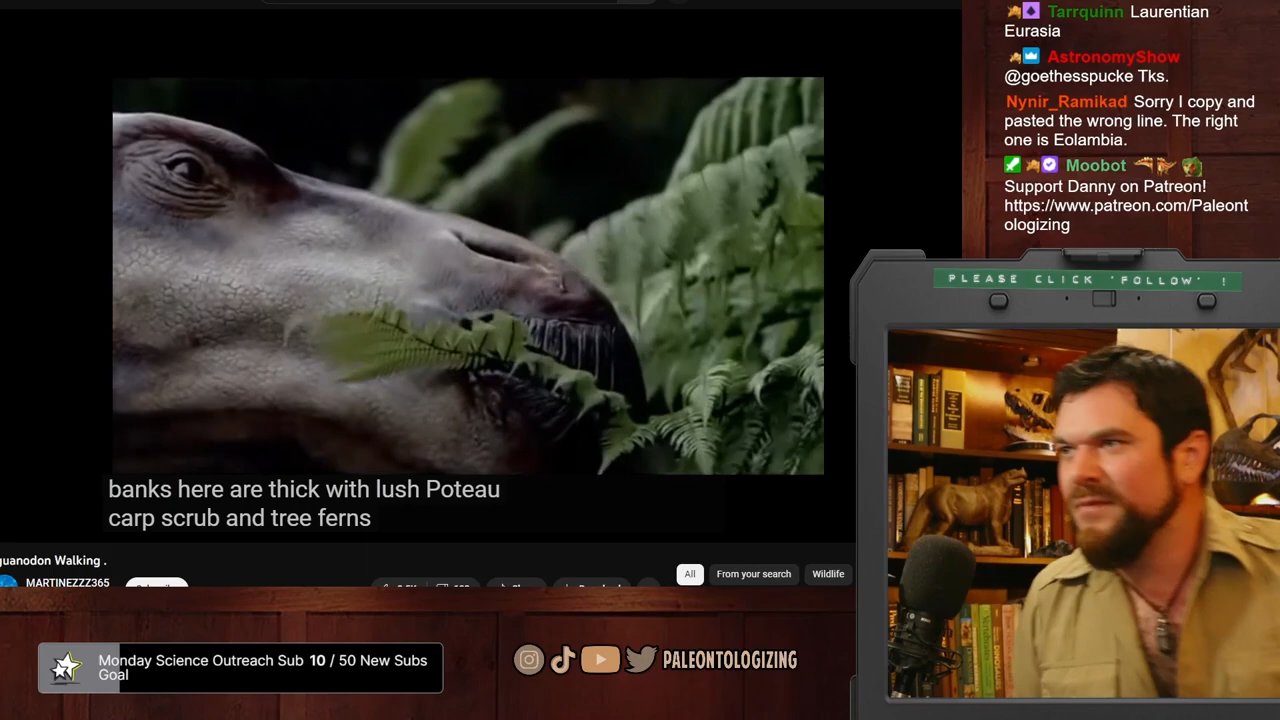 Tarrquinn Laurentian
Eurasia
AstronomyShow
@goethesspucke Tks.
Nynir_Ramikad Sorry I copy and
pasted the wrong line. The right
one is Eolambia.
Moobot
Support Danny on Patreon!
https://www.patreon.com/Paleont
ologizing
PLEASE CLICK 'FOLLOW' !
banks here are thick with lush Poteau
carp scrub and tree ferns
guanodon Walking .
MARTINEZZZ365
All From your search Wildlife
Monday Science Outreach Sub 10 / 50 New Subs
Goal
PALEONTOLOGIZING